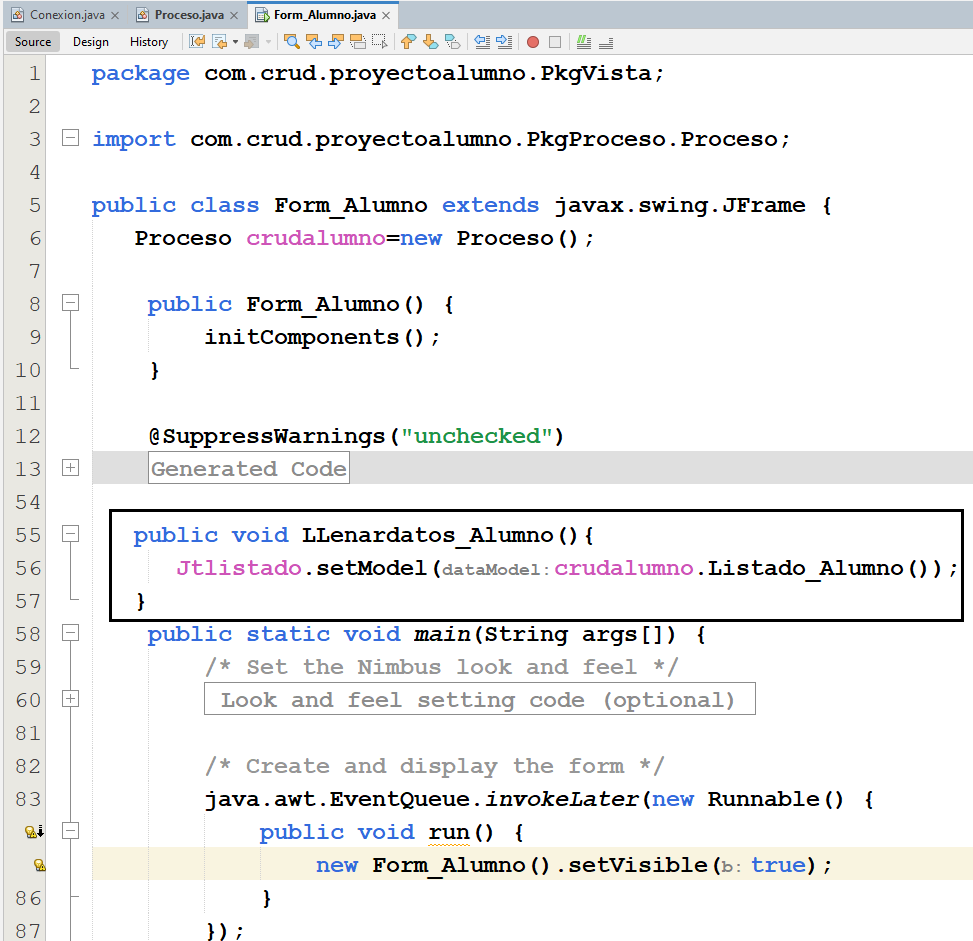 Conexion.java Proceso.java Form_Alumno.java
Source Design History
1 package com.crud.proyectoalumno.PkgVista;
2
3 import com.crud.proyectoalumno.PkgProceso.Proceso;
4
5 public class Form_Alumno extends javax.swing.JFrame {
6 Proceso crudalumno=new Proceso();
7
8 public Form_Alumno() {
9 initComponents();
10 }
11
12 @SuppressWarnings("unchecked")
13 Generated Code
54
55 public void LLenardatos_Alumno(){
56 Jtlistado.setModel(dataModel:crudalumno.Listado_Alumno());
57 }
58 public static void main(String args[]) {
59 /* Set the Nimbus look and feel */
60 Look and feel setting code (optional)
81
82 /* Create and display the form */
83 java.awt.EventQueue.invokeLater(new Runnable() {
public void run() {
new Form_Alumno().setVisible(b: true);
86 }
87 });